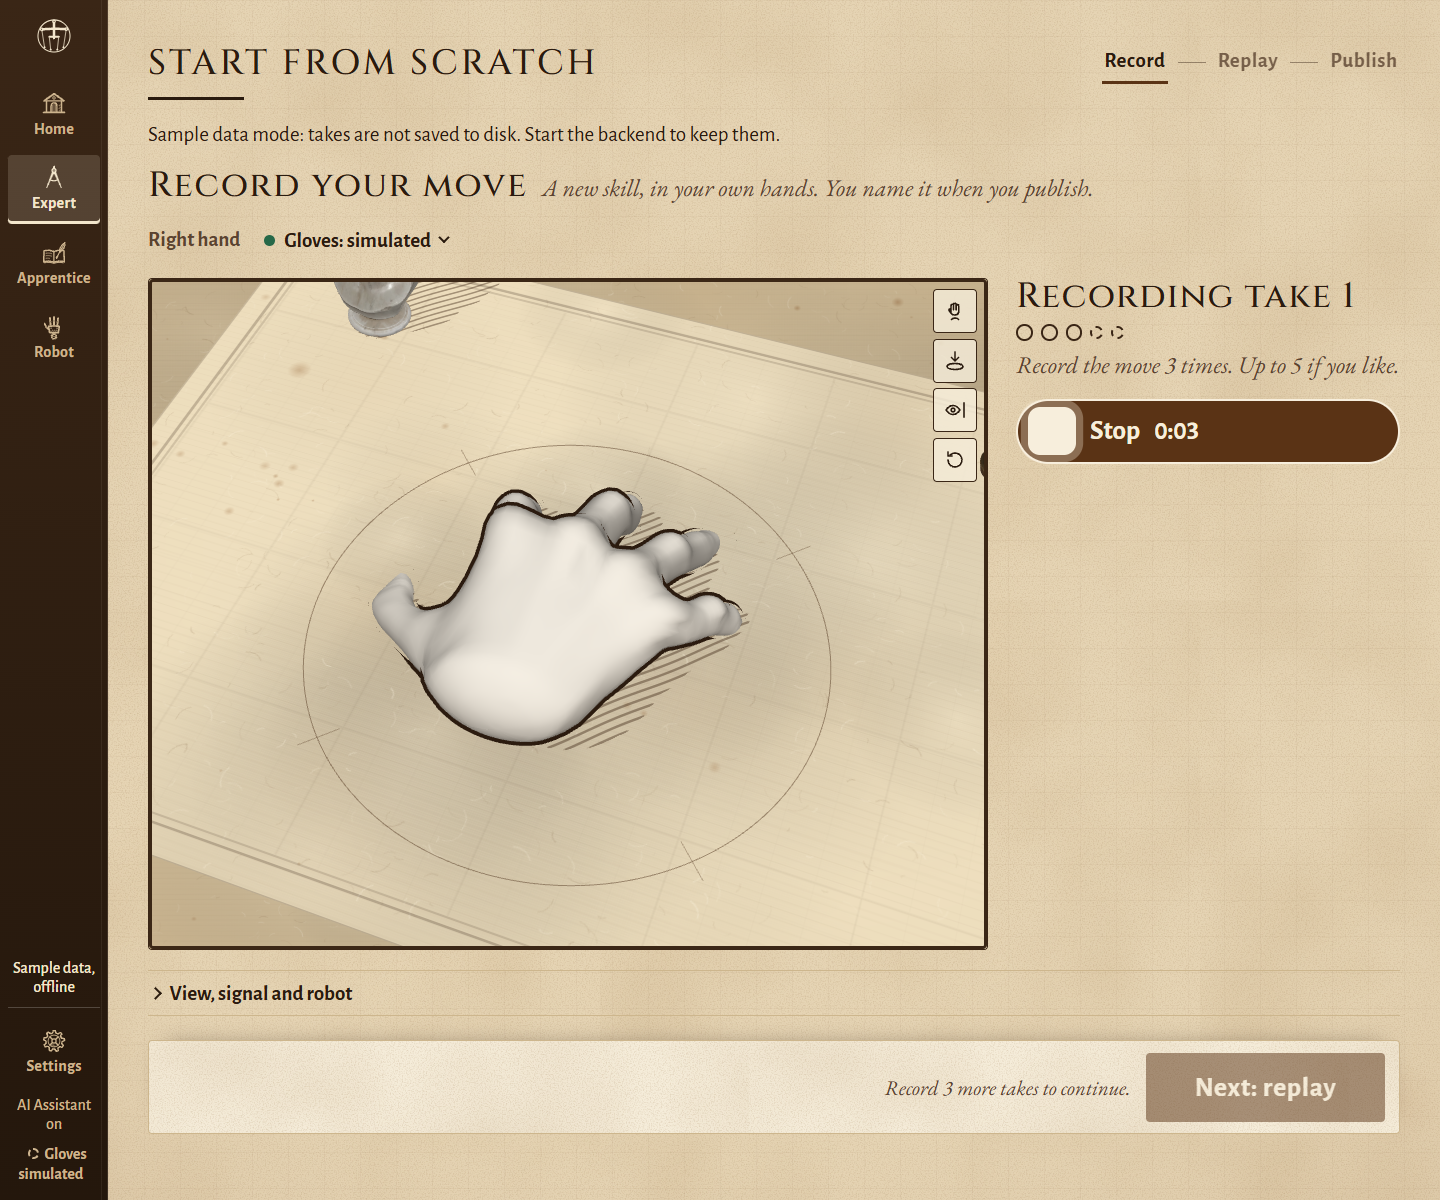 START FROM SCRATCH
Record
Replay
Publish
Home
Expert
Apprentice
Robot
Sample data mode: takes are not saved to disk. Start the backend to keep them.
Record your move
A new skill, in your own hands. You name it when you publish.
Right hand
Gloves: simulated
Recording take 1
Record the move 3 times. Up to 5 if you like.
Stop 0:03
View, signal and robot
Record 3 more takes to continue.
Next: replay
Sample data,
offline
Settings
AI Assistant
on
Gloves
simulated